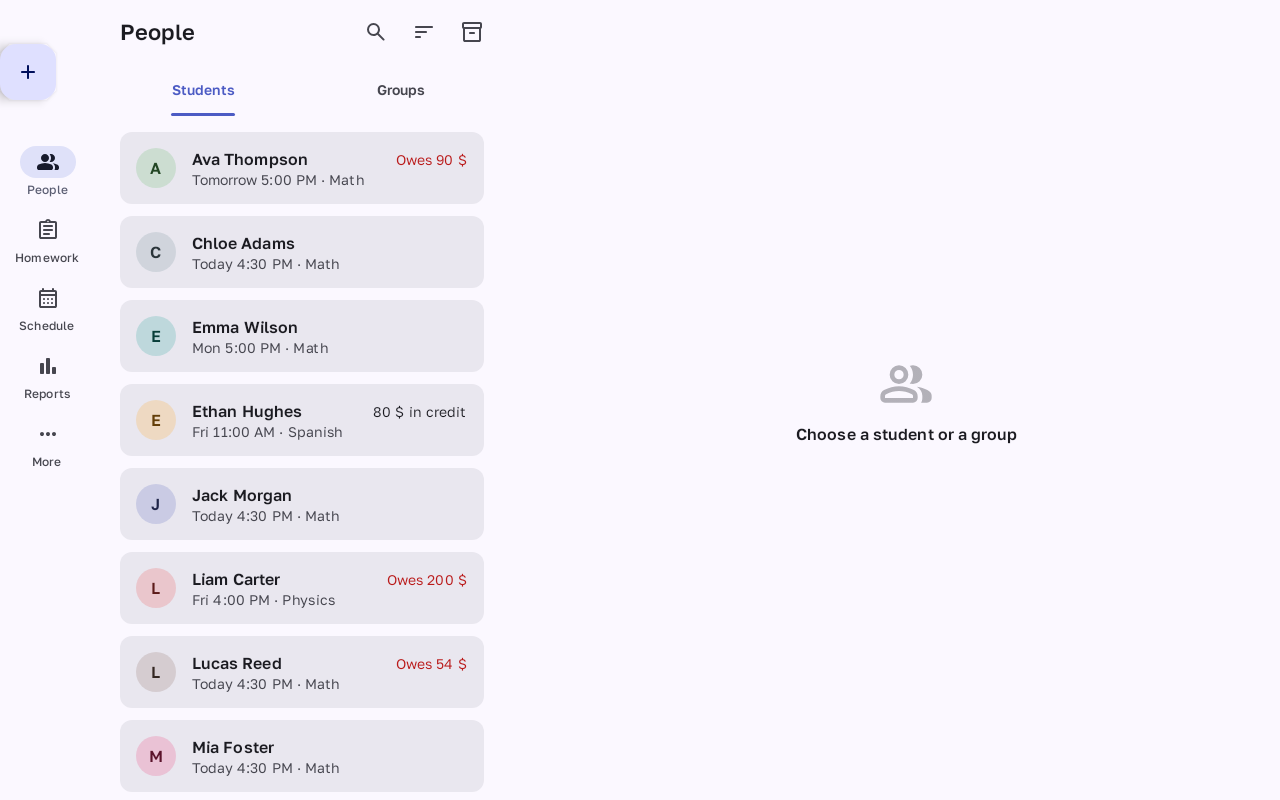 People
Students
Groups
People
Homework
Schedule
Reports
More
A
Ava Thompson
Owes 90 $
Tomorrow 5:00 PM · Math
C
Chloe Adams
Today 4:30 PM · Math
E
Emma Wilson
Mon 5:00 PM · Math
E
Ethan Hughes
80 $ in credit
Fri 11:00 AM · Spanish
J
Jack Morgan
Today 4:30 PM · Math
L
Liam Carter
Owes 200 $
Fri 4:00 PM · Physics
L
Lucas Reed
Owes 54 $
Today 4:30 PM · Math
M
Mia Foster
Today 4:30 PM · Math
Choose a student or a group